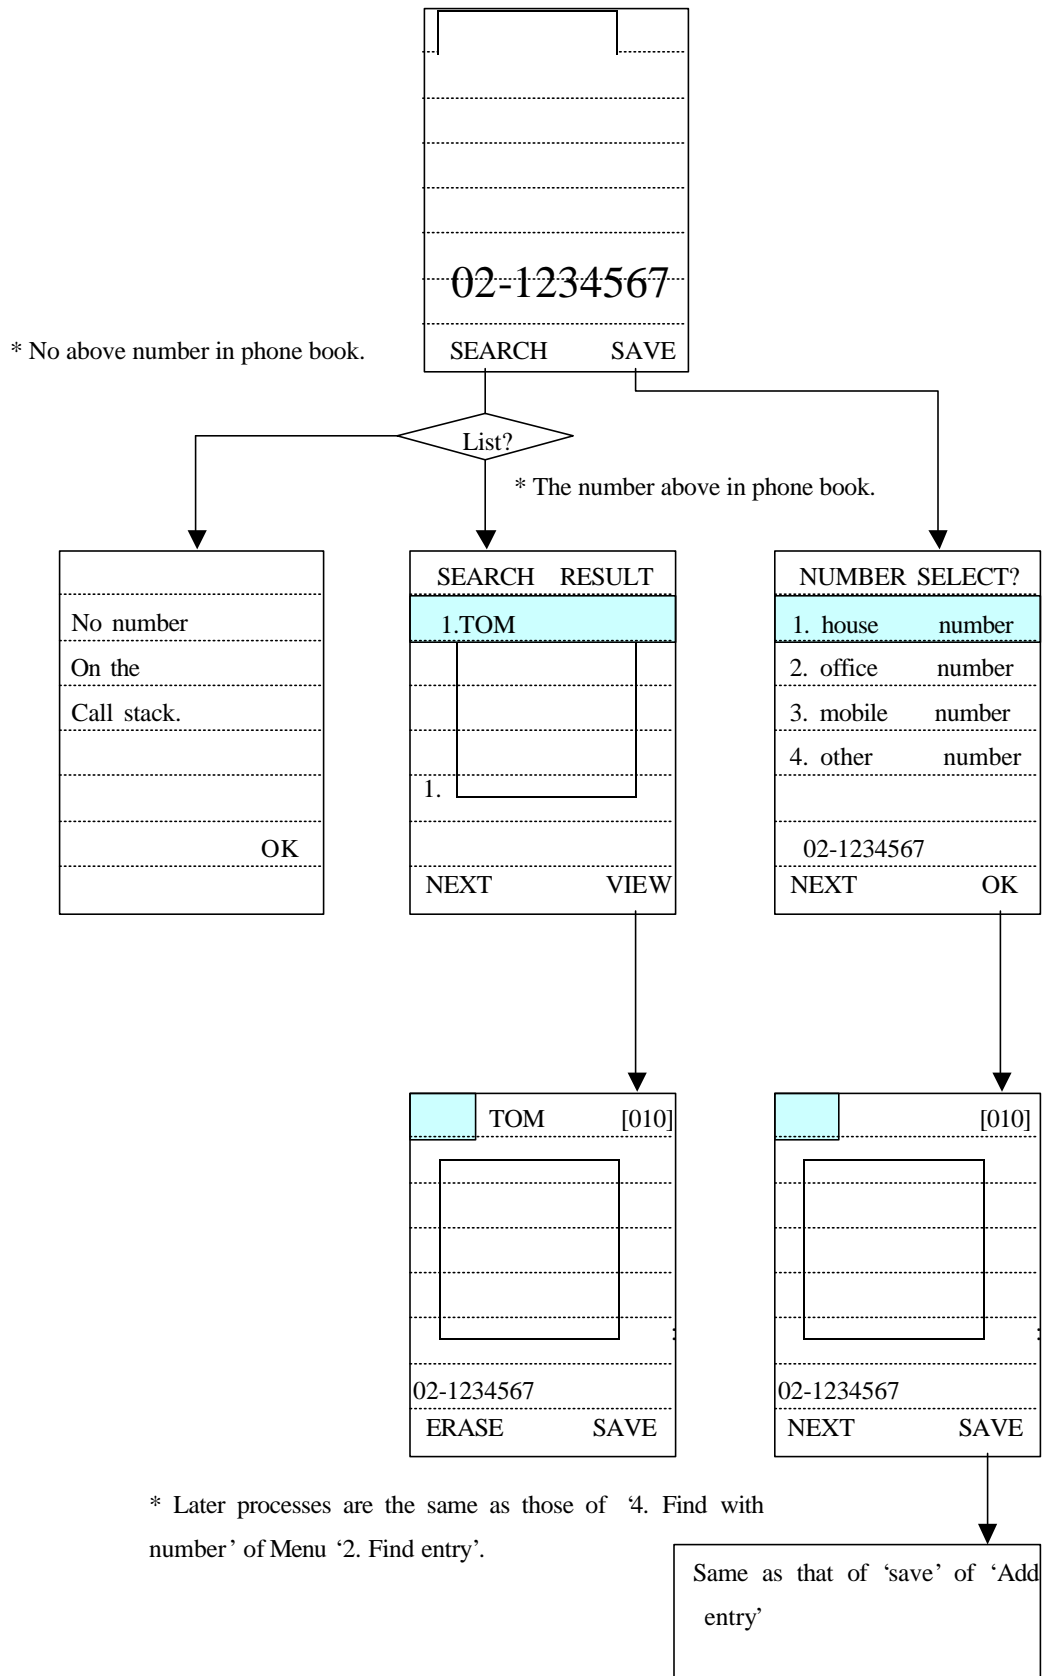 02-1234567
SEARCH SAVE
* No above number in phone book.
List?
* The number above in phone book.
No number
On the
Call stack.
OK
SEARCH RESULT
1.TOM
1.
NEXT VIEW
NUMBER SELECT?
1. house number
2. office number
3. mobile number
4. other number
02-1234567
NEXT OK
TOM [010]
:
02-1234567
ERASE SAVE
[010]
:
02-1234567
NEXT SAVE
* Later processes are the same as those of ‘4. Find with
number’ of Menu ‘2. Find entry’.
Same as that of ‘save’ of ‘Add
entry’